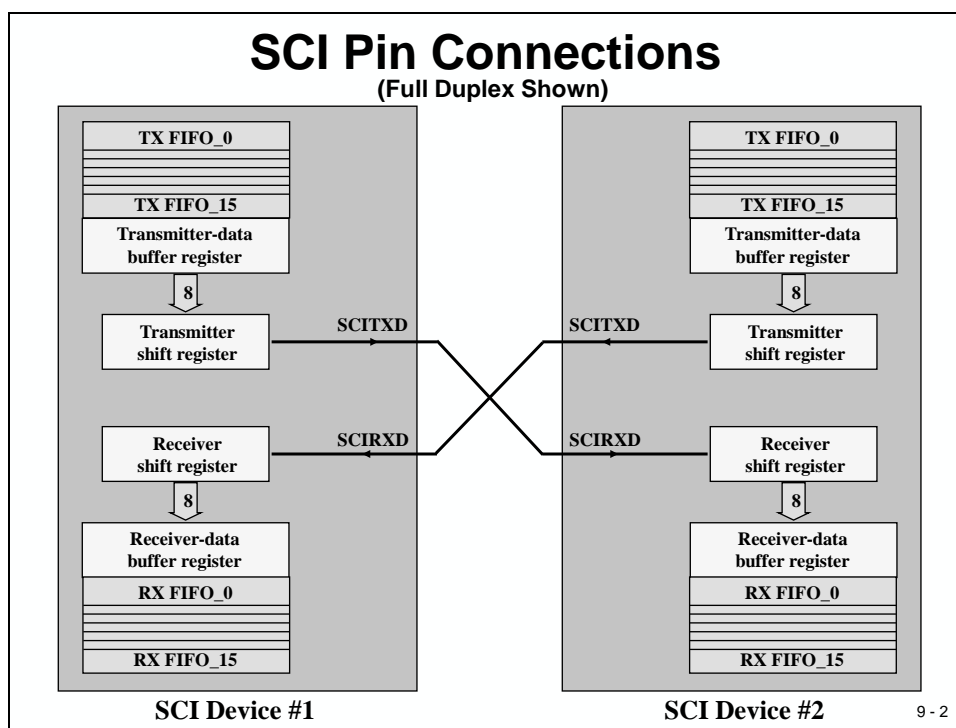 SCI Pin Connections
(Full Duplex Shown)
TX FIFO_0
TX FIFO_15
Transmitter-data
buffer register
8
Transmitter
shift register
SCITXD
Receiver
shift register
SCIRXD
8
Receiver-data
buffer register
RX FIFO_0
RX FIFO_15
SCI Device #1
TX FIFO_0
TX FIFO_15
Transmitter-data
buffer register
8
SCITXD
Transmitter
shift register
SCIRXD
Receiver
shift register
8
Receiver-data
buffer register
RX FIFO_0
RX FIFO_15
SCI Device #2
9 - 2